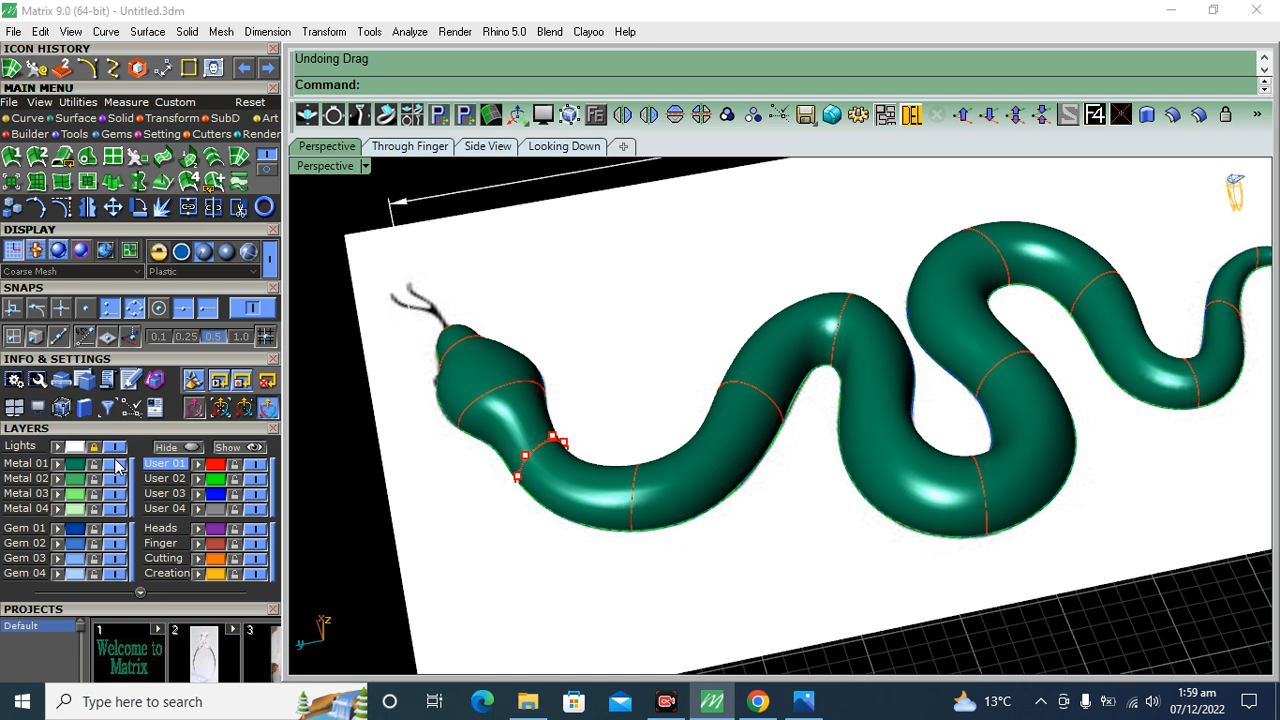 Matrix 9.0 (64-bit) - Untitled.3dm
File Edit View Curve Surface Solid Mesh Dimension Transform Tools Analyze Render Rhino 5.0 Blend Clayoo Help
ICON HISTORY
MAIN MENU
File View Utilities Measure Custom Reset
Curve Surface Solid Transform SubD Art
Builder Tools Gems Setting Cutters Render
DISPLAY
Coarse Mesh Plastic
SNAPS
0.1 0.25 0.5 1.0
INFO & SETTINGS
LAYERS
Lights Hide Show
Metal 01 User 01
Metal 02 User 02
Metal 03 User 03
Metal 04 User 04
Gem 01 Heads
Gem 02 Finger
Gem 03 Cutting
Gem 04 Creation
PROJECTS
Default
1 2 3
Welcome to
Matrix
Undoing Drag
Command:
P P FE DEL S F4 »
Perspective Through Finger Side View Looking Down
Perspective
x z
y
Type here to search
13°C
1:59 am
07/12/2022